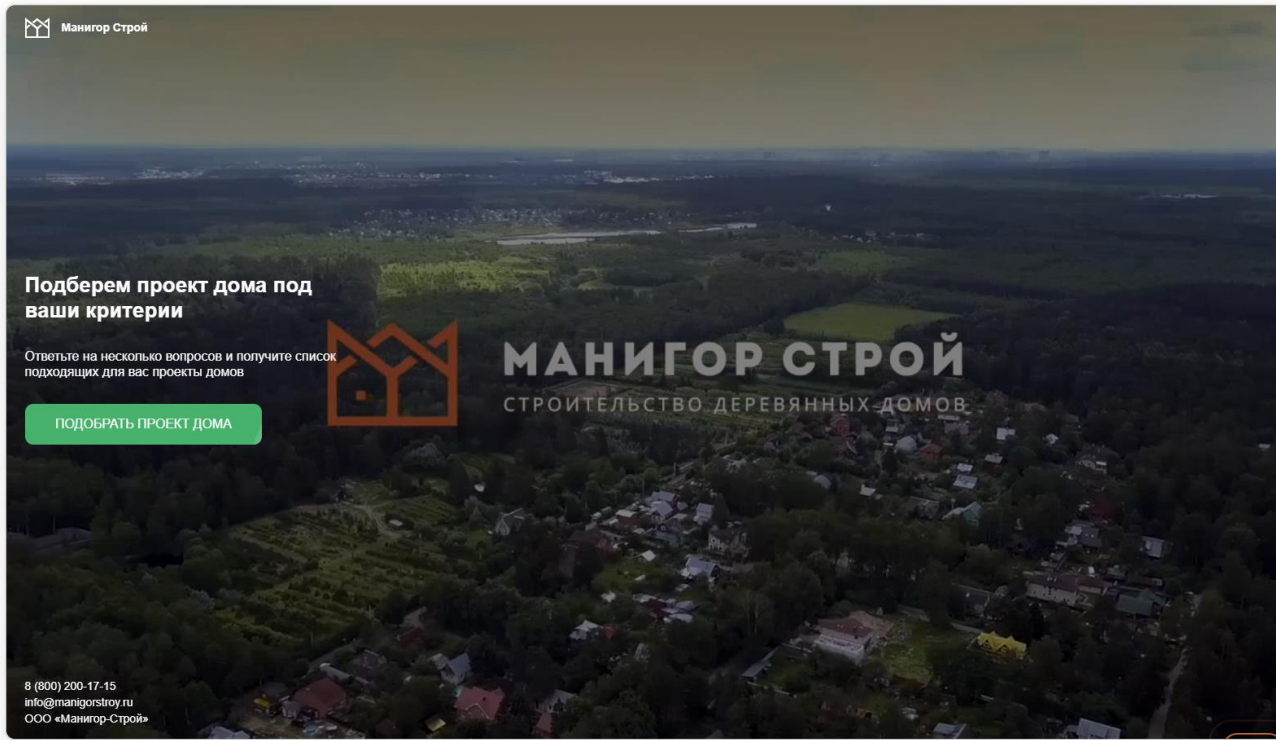 Манигор Строй
Подберем проект дома под
ваши критерии
Ответьте на несколько вопросов и получите список
подходящих для вас проекты домов
ПОДОБРАТЬ ПРОЕКТ ДОМА
МАНИГОР СТРОЙ
СТРОИТЕЛЬСТВО ДЕРЕВЯННЫХ ДОМОВ
8 (800) 200-17-15
info@manigorstroy.ru
ООО «Манигор-Строй»